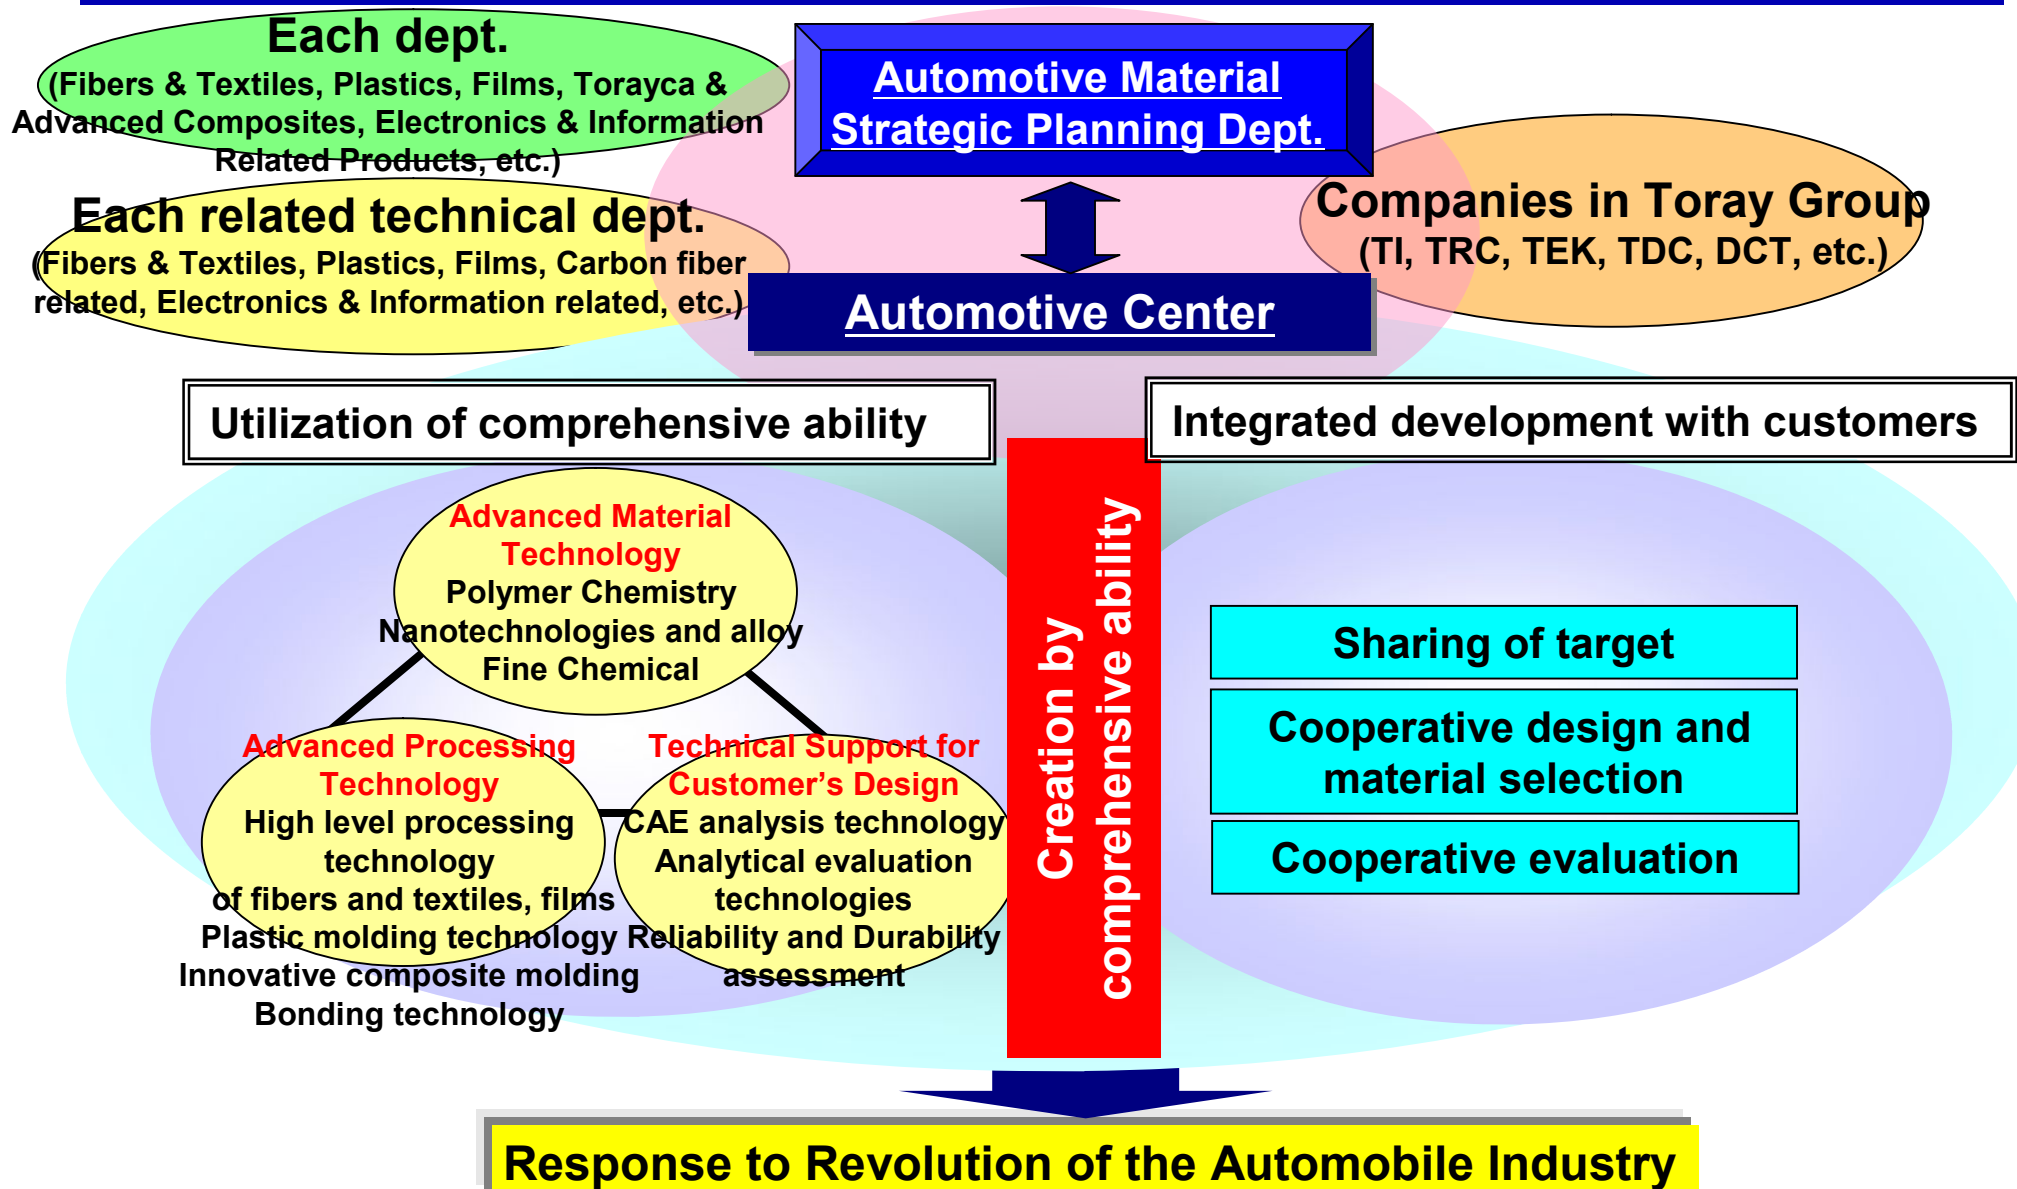 Each dept.
(Fibers & Textiles, Plastics, Films, Torayca &
Advanced Composites, Electronics & Information
Related Products, etc.)
Automotive Material
Strategic Planning Dept.
Each related technical dept.
(Fibers & Textiles, Plastics, Films, Carbon fiber
related, Electronics & Information related, etc.)
Companies in Toray Group
(TI, TRC, TEK, TDC, DCT, etc.)
Automotive Center
Utilization of comprehensive ability
Integrated development with customers
Advanced Material
Technology
Polymer Chemistry
Nanotechnologies and alloy
Fine Chemical
Advanced Processing
Technology
High level processing
technology
of fibers and textiles, films
Plastic molding technology
Innovative composite molding
Bonding technology
Technical Support for
Customer’s Design
CAE analysis technology
Analytical evaluation
technologies
Reliability and Durability
assessment
Creation by
comprehensive ability
Sharing of target
Cooperative design and
material selection
Cooperative evaluation
Response to Revolution of the Automobile Industry